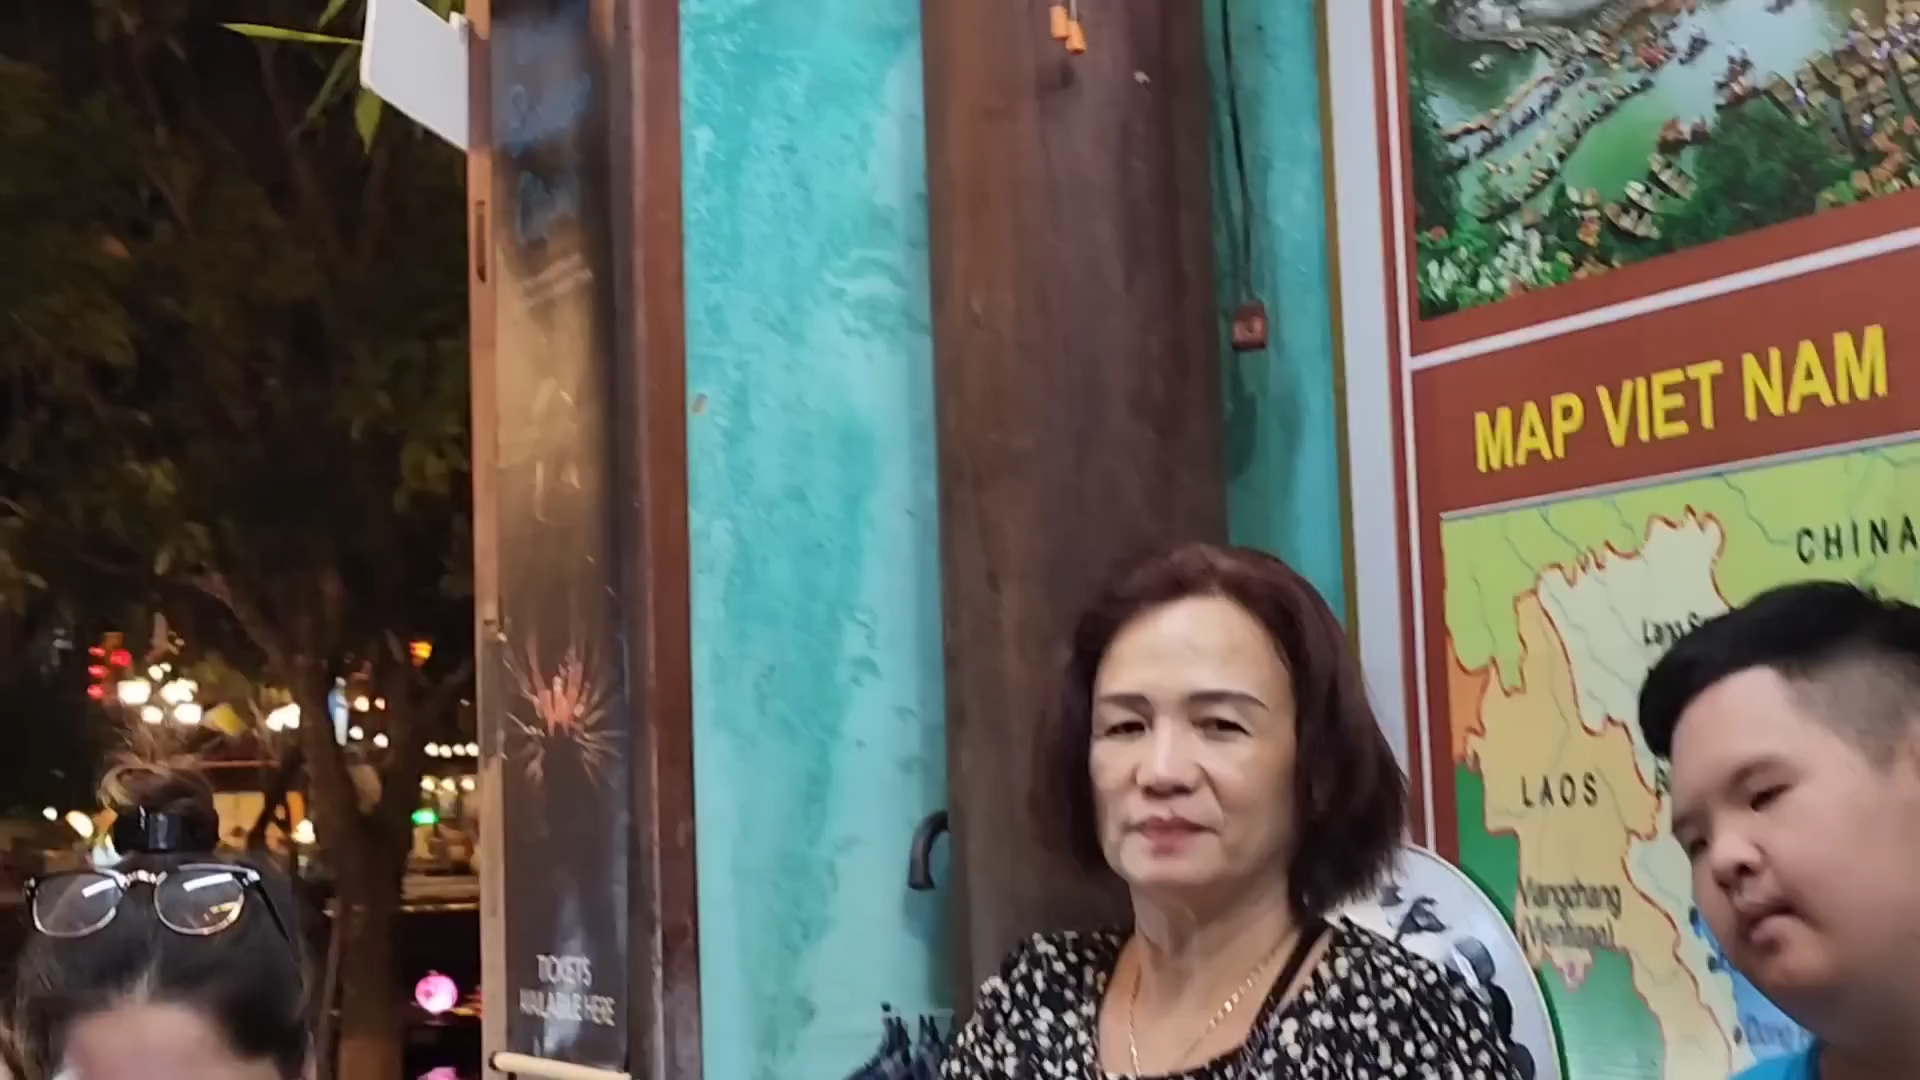 MAP VIET NAM
CHINA
LAOS
Viangchang
(Vientiane)
TICKETS
AVAILABLE HERE